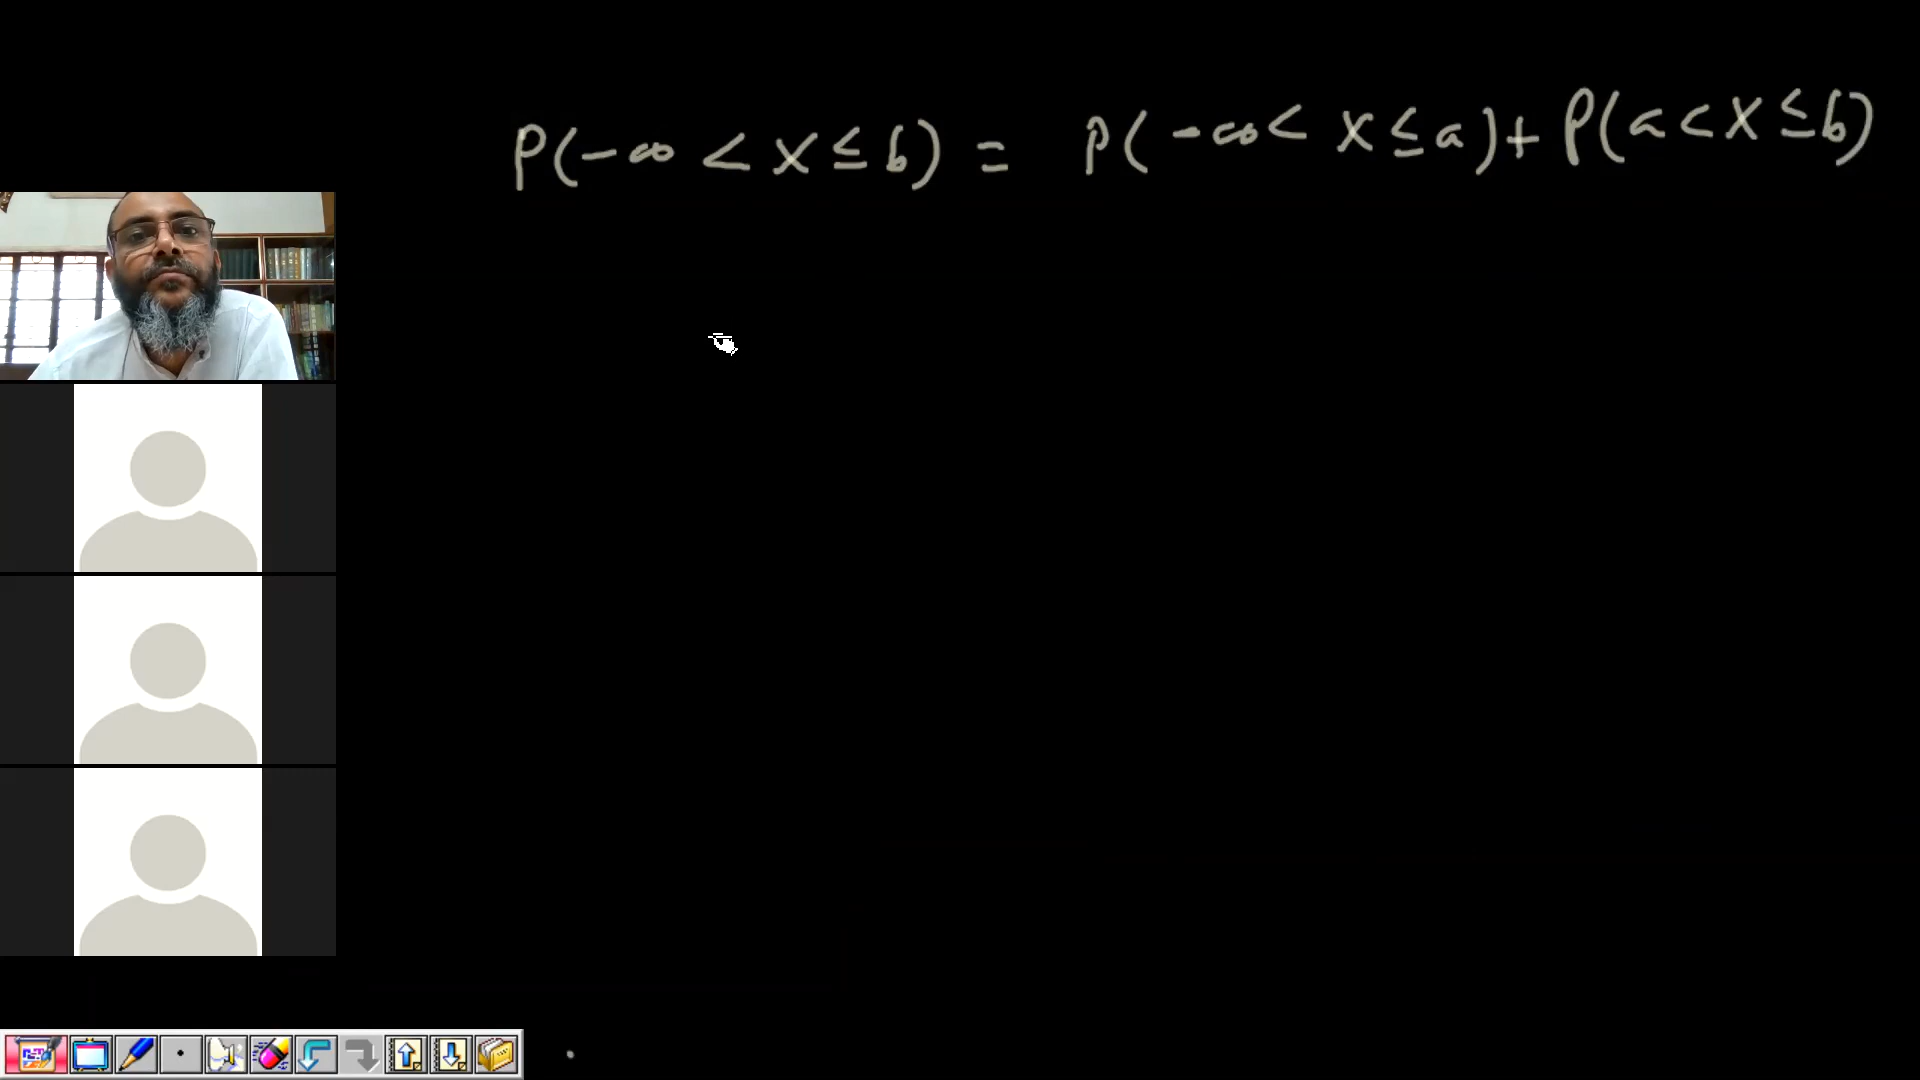 P(-∞ < X ≤ b) = P(-∞ < X ≤ a) + P(a < X ≤ b)